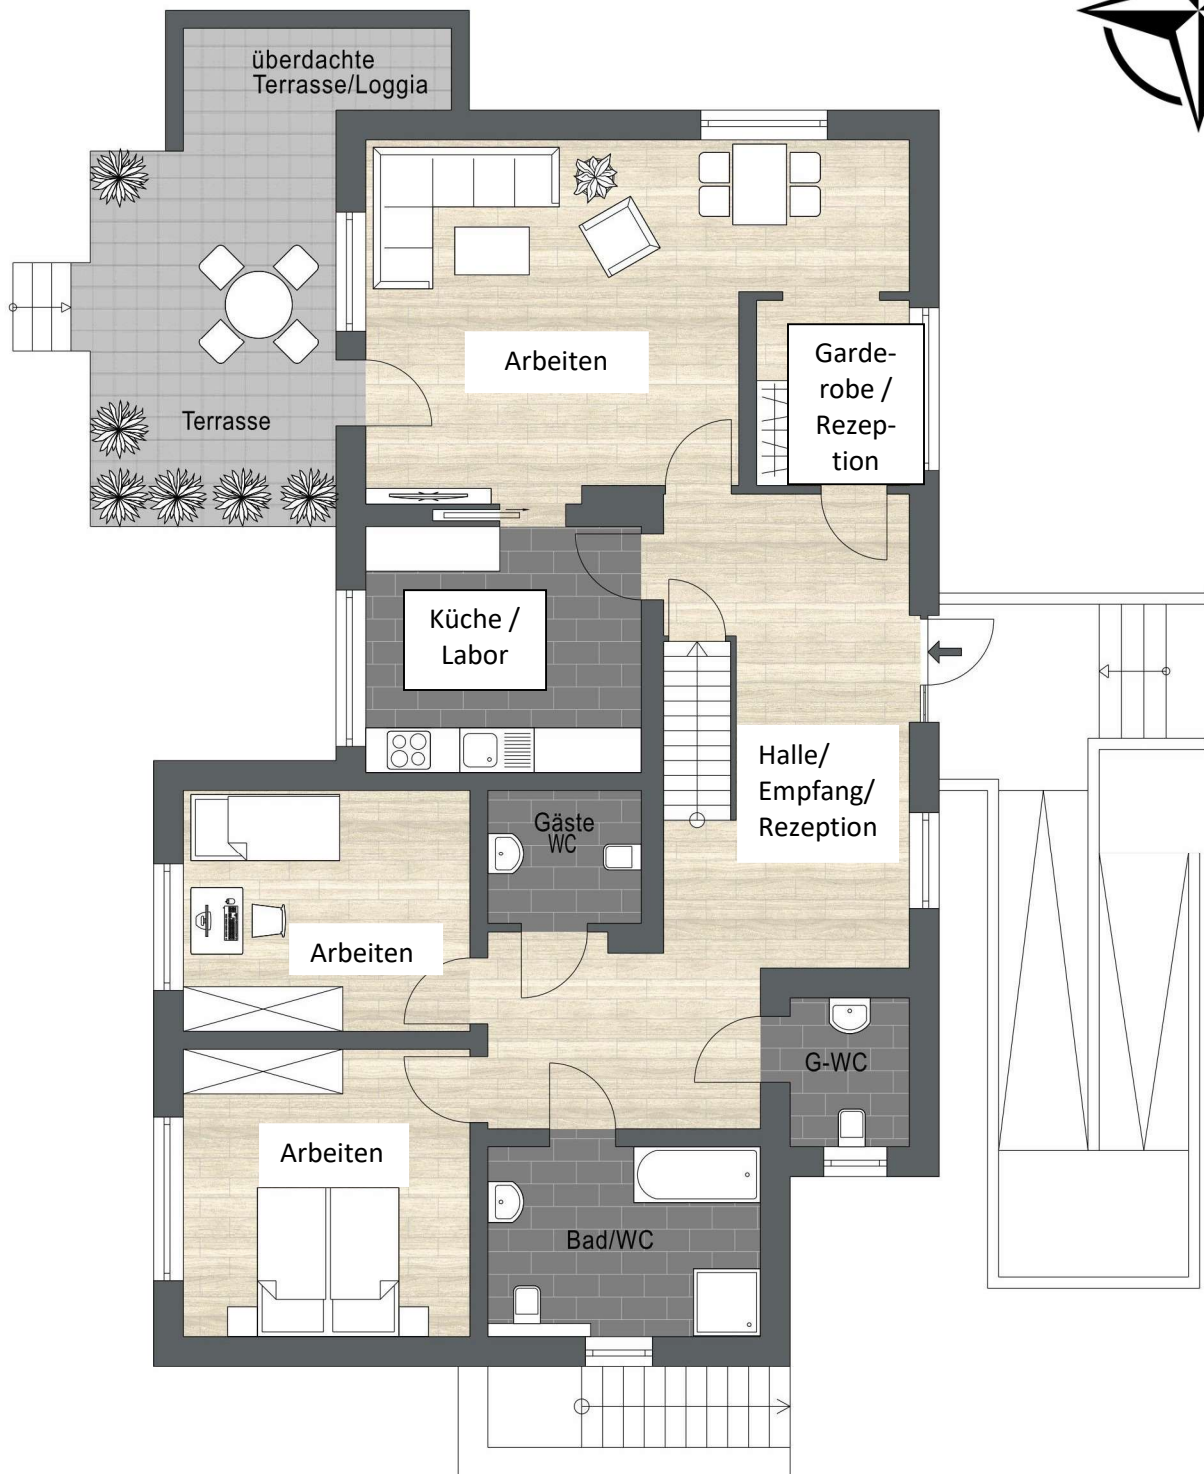 überdachte
Terrasse/Loggia
Arbeiten
Garde-
robe /
Rezep-
tion
Terrasse
Küche /
Labor
Halle/
Empfang/
Rezeption
Gäste
WC
Arbeiten
G-WC
Arbeiten
Bad/WC